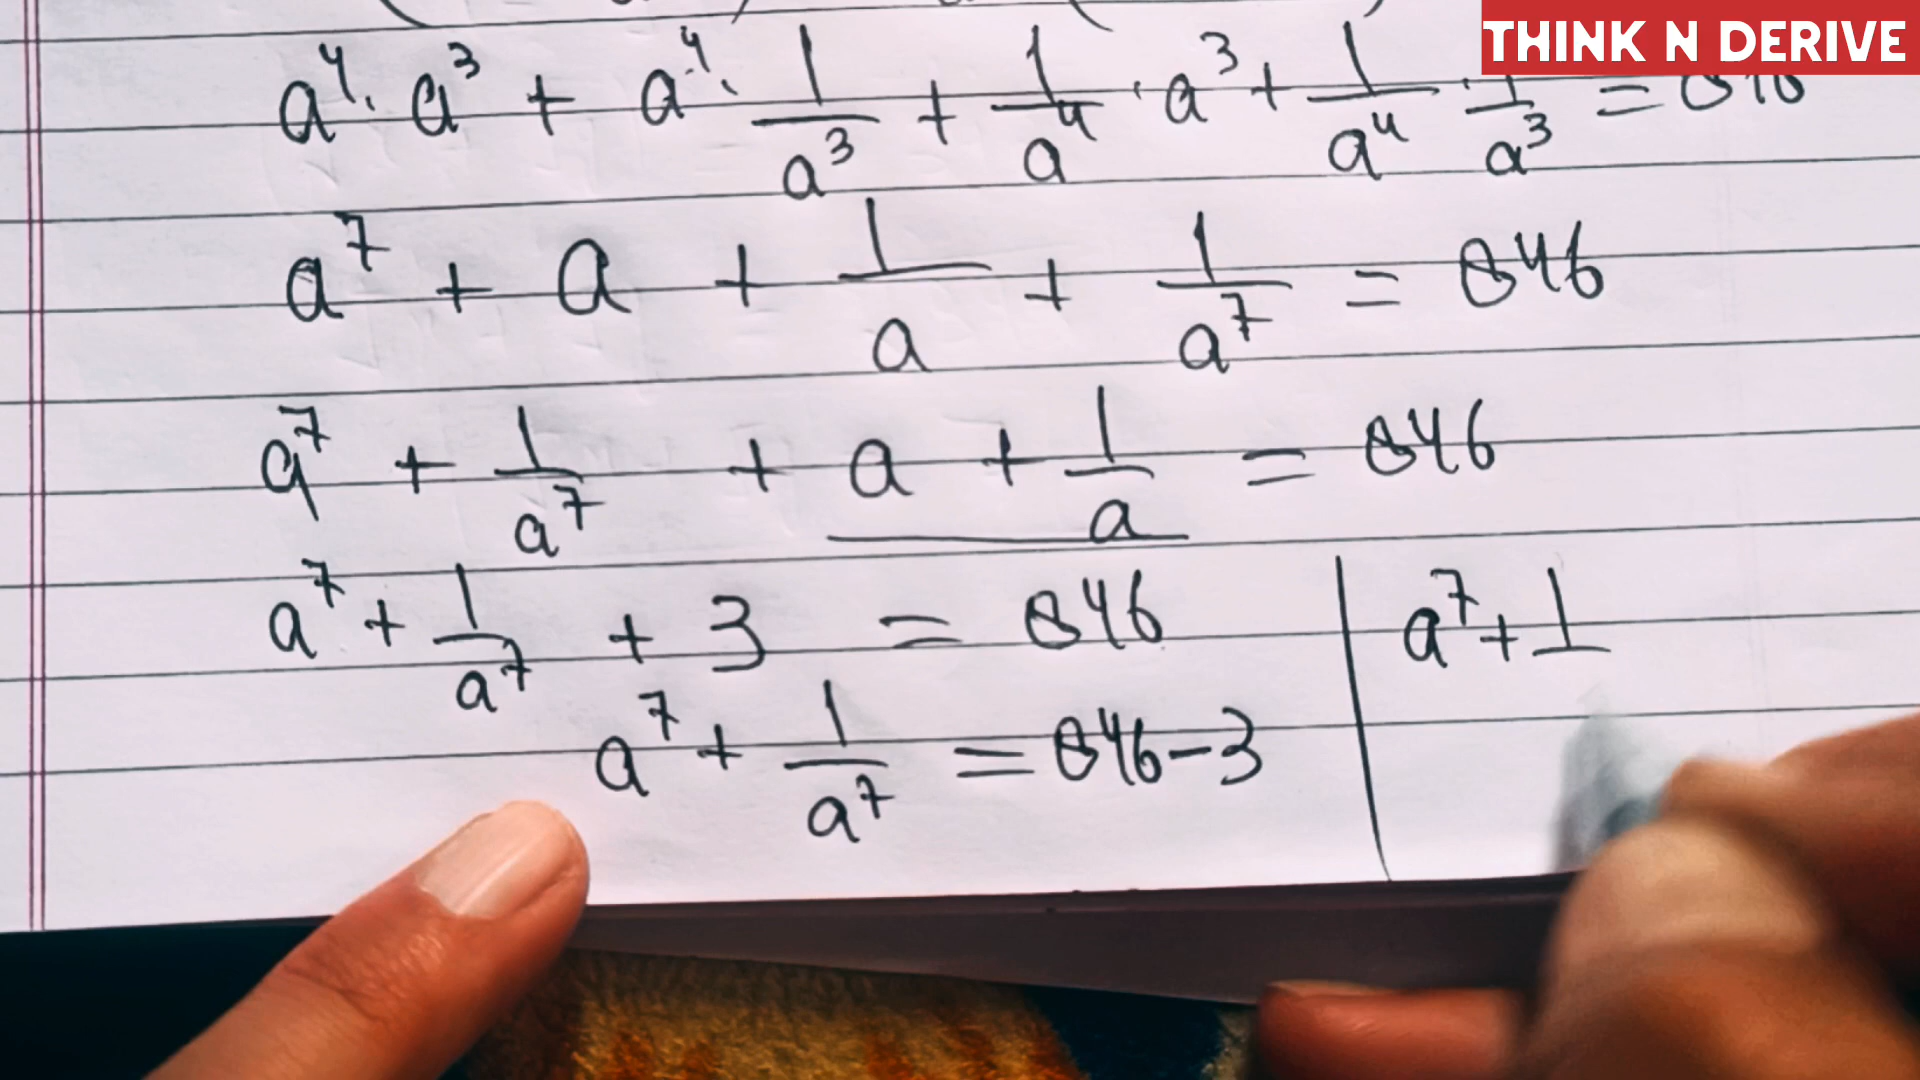 THINK N DERIVE
a⁴. a³ + a⁴. 1/a³ + 1/a⁴ · a³ + 1/a⁴ · 1/a³ = 846
a⁷ + a + 1/a + 1/a⁷ = 846
a⁷ + 1/a⁷ + a + 1/a = 846
a⁷ + 1/a⁷ + 3 = 846
a⁷ + 1/a⁷ = 846-3
a⁷ + 1